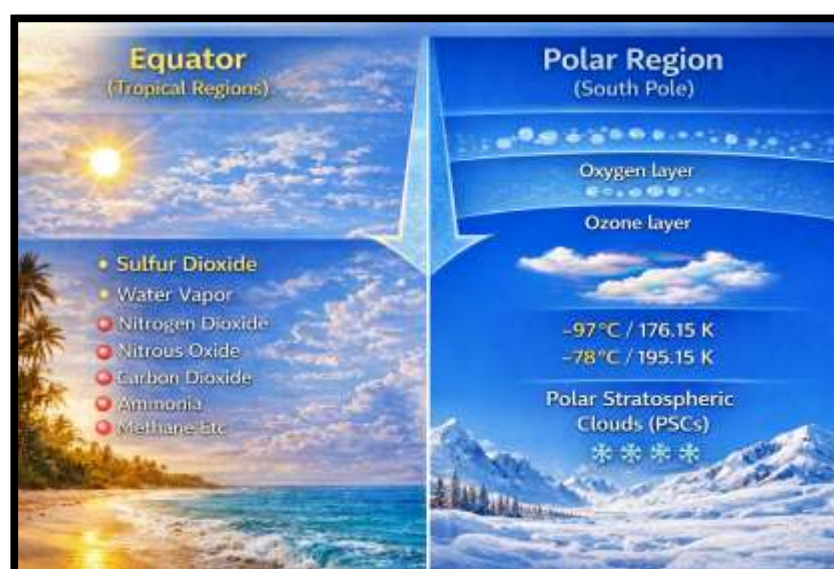 Equator
(Tropical Regions)
• Sulfur Dioxide
• Water Vapor
Nitrogen Dioxide
Nitrous Oxide
Carbon Dioxide
Ammonia
Methane Etc
Polar Region
(South Pole)
Oxygen layer
Ozone layer
-97°C / 176.15 K
-78°C / 195.15 K
Polar Stratospheric
Clouds (PSCs)